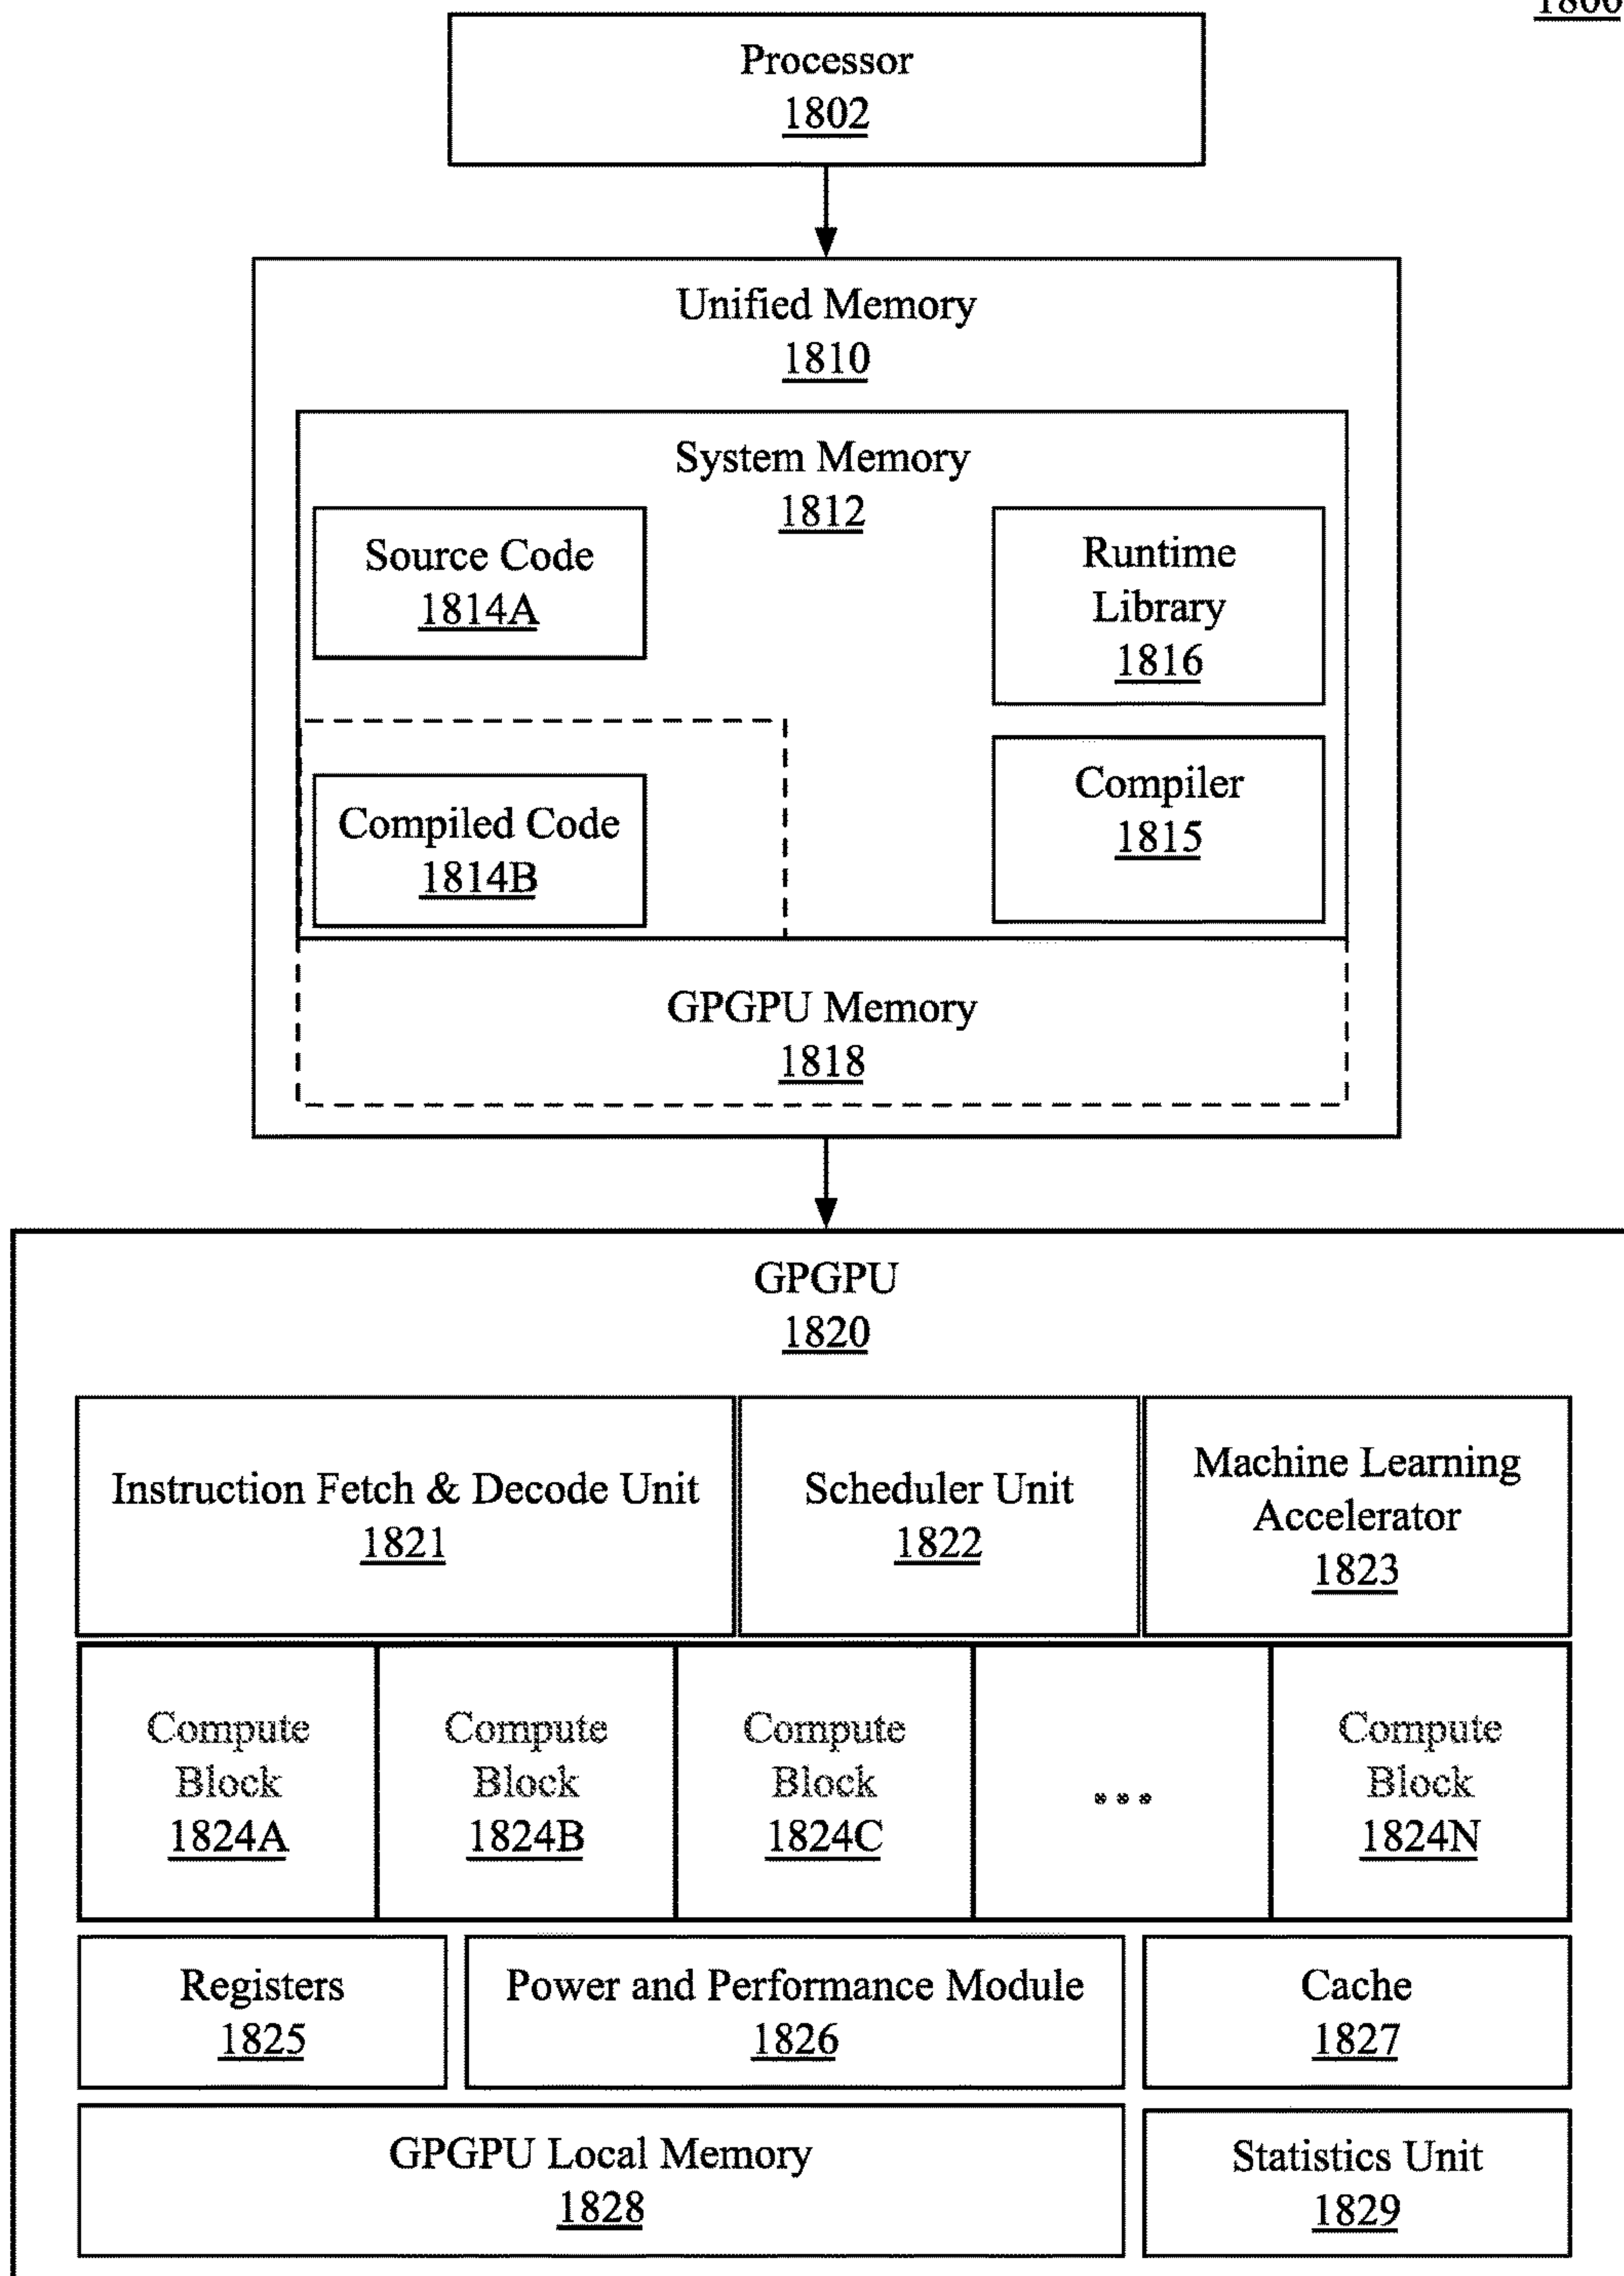 Processor
1802
Unified Memory
1810
System Memory
1812
Source Code
1814A
Runtime
Library
1816
Compiled Code
1814B
Compiler
1815
GPGPU Memory
1818
GPGPU
1820
Instruction Fetch & Decode Unit
1821
Scheduler Unit
1822
Machine Learning
Accelerator
1823
Compute
Block
1824A
Compute
Block
1824B
Compute
Block
1824C
...
Compute
Block
1824N
Registers
1825
Power and Performance Module
1826
Cache
1827
GPGPU Local Memory
1828
Statistics Unit
1829